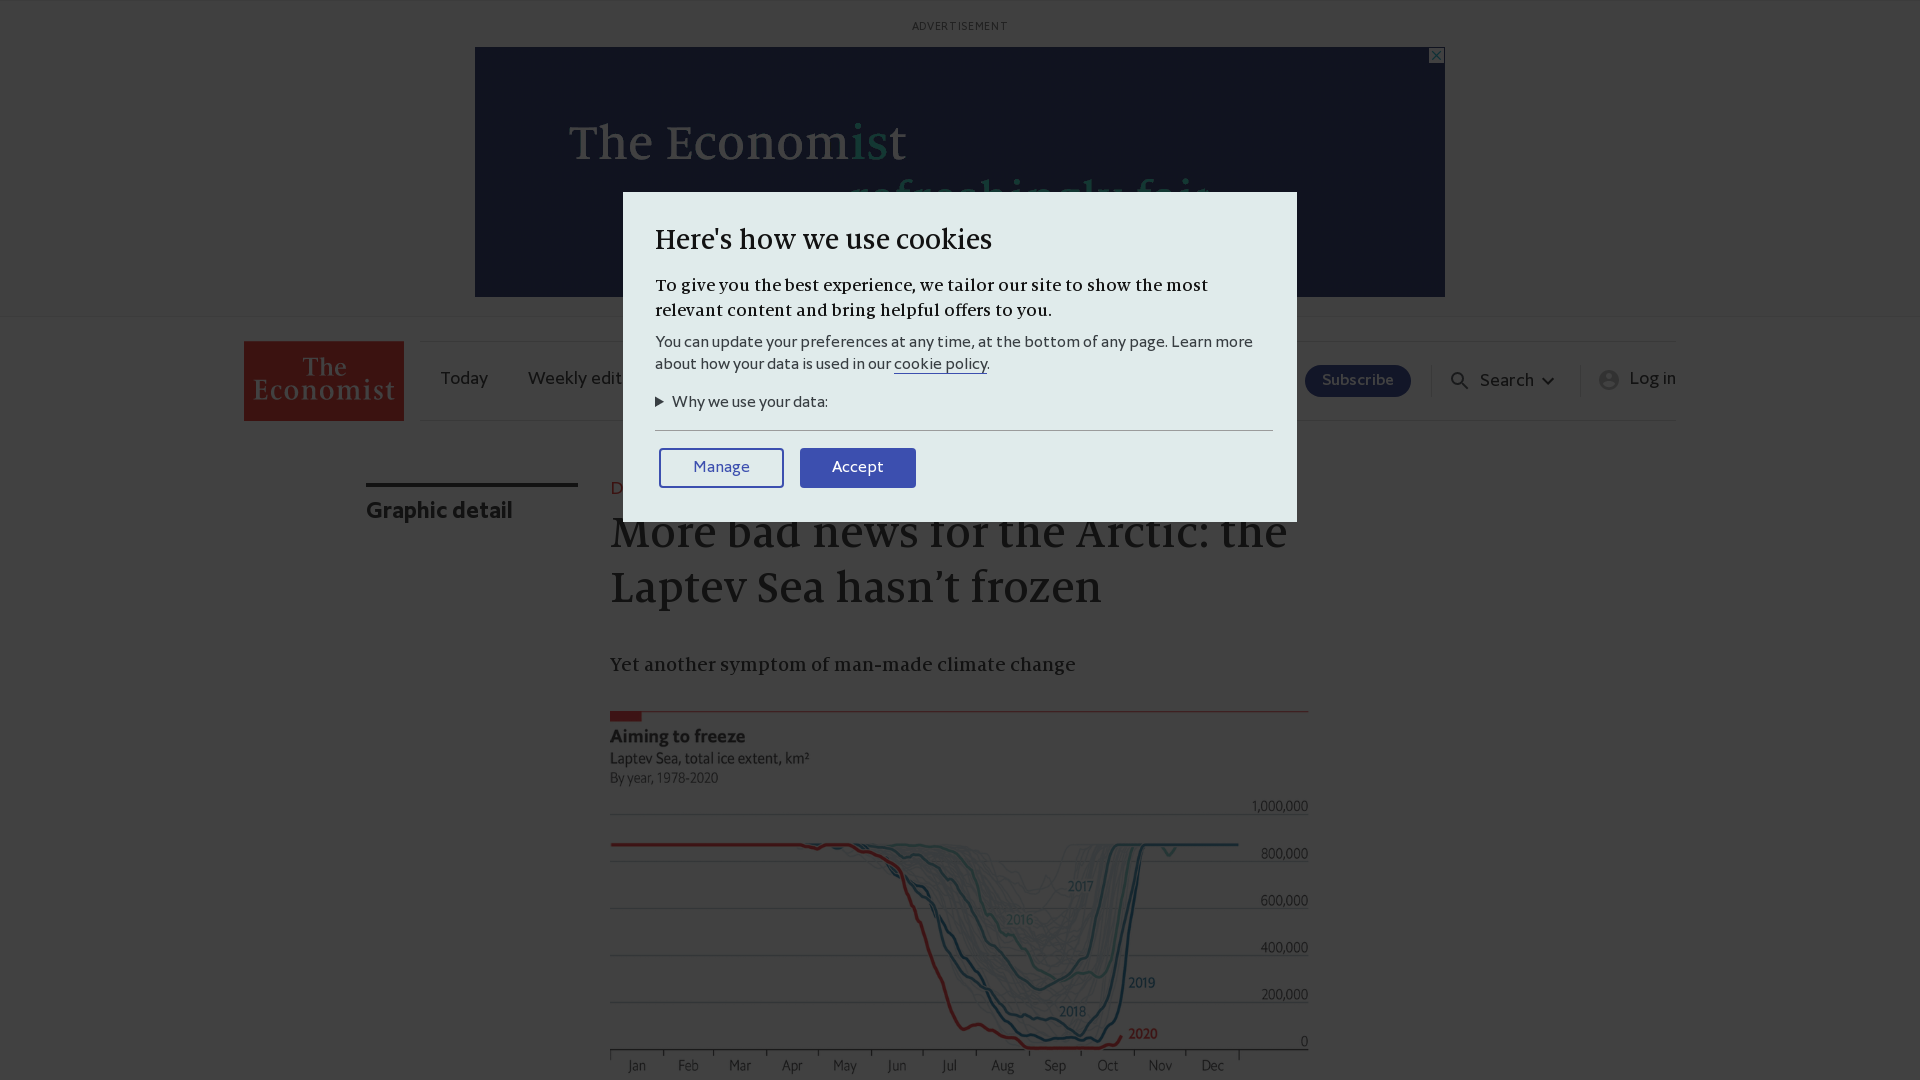 ADVERTISEMENT
The Economist
refreshingly fair
Here's how we use cookies
To give you the best experience, we tailor our site to show the most
relevant content and bring helpful offers to you.
You can update your preferences at any time, at the bottom of any page. Learn more
about how your data is used in our cookie policy.
Why we use your data:
Manage
Accept
The
Economist
Today
Weekly edit
Subscribe
Search
Log in
Graphic detail
D
More bad news for the Arctic: the
Laptev Sea hasn’t frozen
Yet another symptom of man-made climate change
Aiming to freeze
Laptev Sea, total ice extent, km²
By year, 1978-2020
1,000,000
800,000
2017
600,000
2016
400,000
2019
200,000
2018
2020
0
Jan Feb Mar Apr May Jun Jul Aug Sep Oct Nov Dec